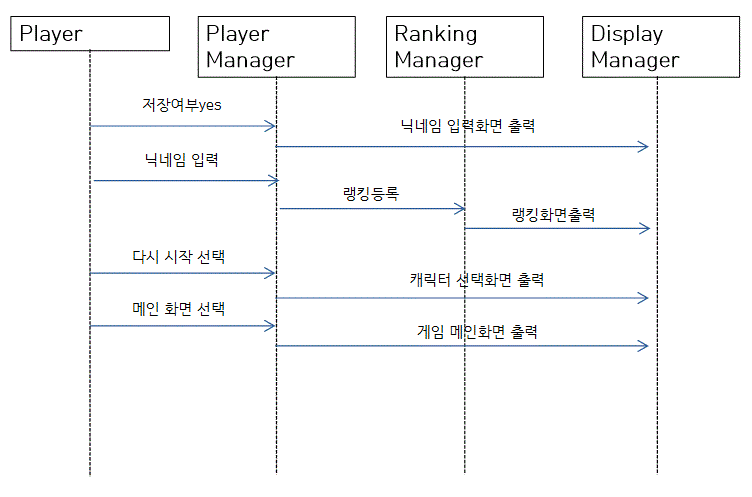 Player
Player
Manager
Ranking
Manager
Display
Manager
저장여부yes
닉네임 입력화면 출력
닉네임 입력
랭킹등록
랭킹화면출력
다시 시작 선택
캐릭터 선택화면 출력
메인 화면 선택
게임 메인화면 출력